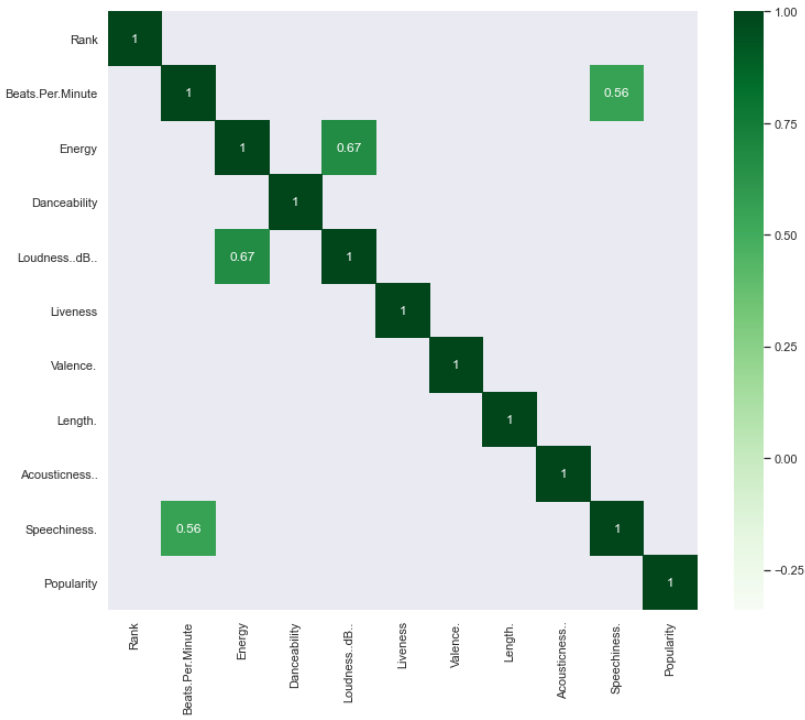 Rank
Beats.Per.Minute
Energy
Danceability
Loudness..dB..
Liveness
Valence.
Length.
Acousticness..
Speechiness.
Popularity
1
1 0.56
1 0.67
1
0.67 1
1
1
1
1
0.56 1
1
1.00
0.75
0.50
0.25
0.00
−0.25
Rank
Beats.Per.Minute
Energy
Danceability
Loudness..dB..
Liveness
Valence.
Length.
Acousticness..
Speechiness.
Popularity